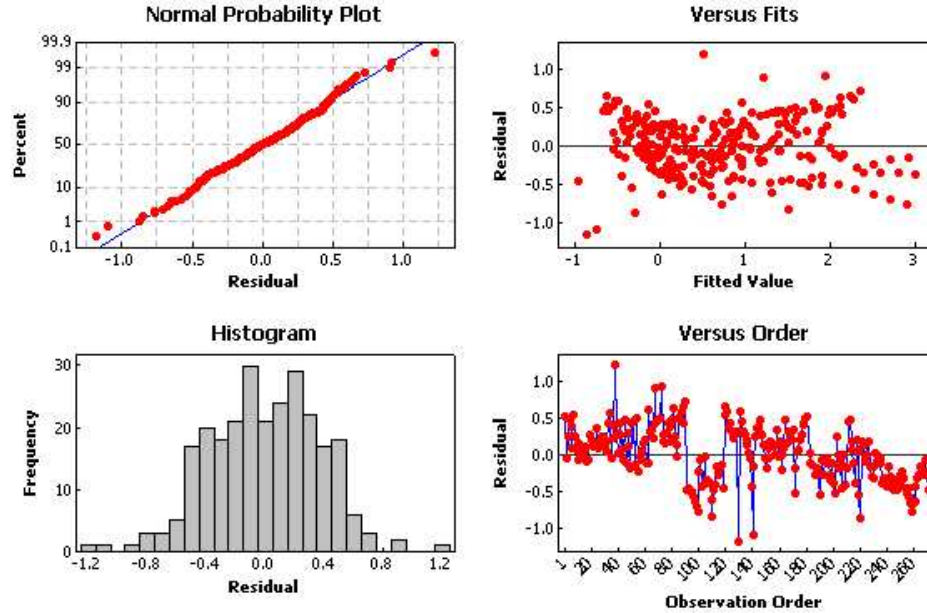 Normal Probability Plot
99.9
99
90
50
10
1
0.1
Percent
-1.0 -0.5 0.0 0.5 1.0
Residual
Versus Fits
1.0
0.5
0.0
-0.5
-1.0
Residual
-1 0 1 2 3
Fitted Value
Histogram
30
20
10
0
Frequency
-1.2 -0.8 -0.4 0.0 0.4 0.8 1.2
Residual
Versus Order
1.0
0.5
0.0
-0.5
-1.0
Residual
1 20 40 60 80 100 120 140 160 180 200 220 240 260
Observation Order